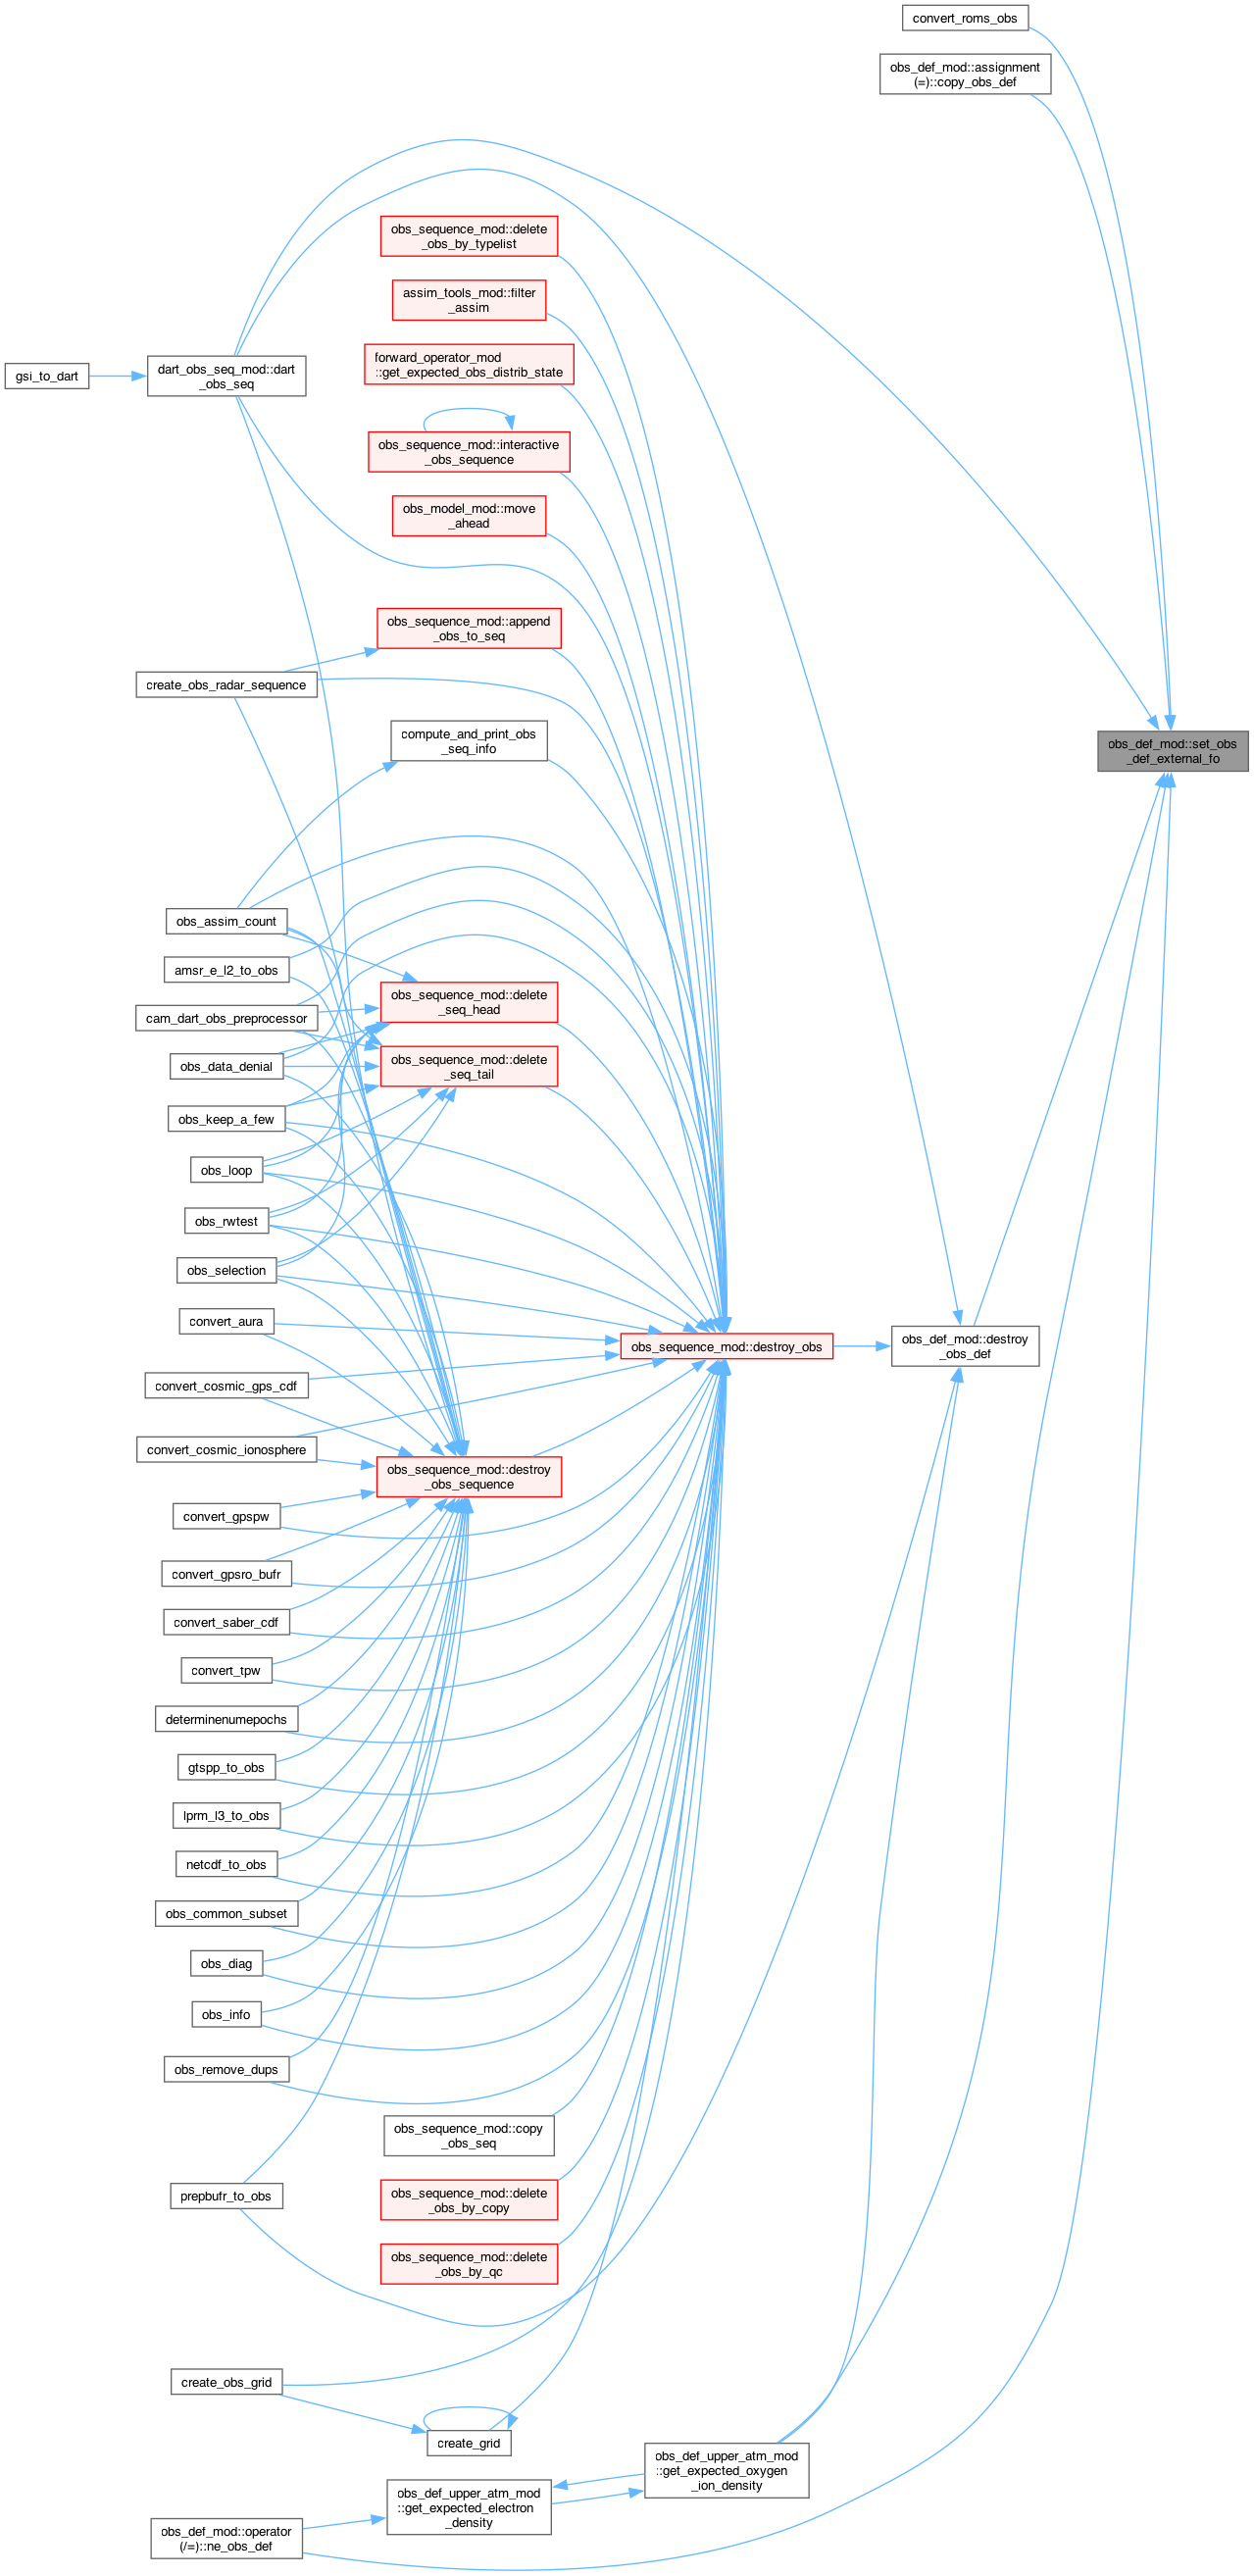 convert_roms_obs
obs_def_mod::assignment
(=)::copy_obs_def
obs_sequence_mod::delete
_obs_by_typelist
assim_tools_mod::filter
_assim
forward_operator_mod
::get_expected_obs_distrib_state
gsi_to_dart
dart_obs_seq_mod::dart
_obs_seq
obs_sequence_mod::interactive
_obs_sequence
obs_model_mod::move
_ahead
obs_sequence_mod::append
_obs_to_seq
create_obs_radar_sequence
compute_and_print_obs
_seq_info
obs_def_mod::set_obs
_def_external_fo
obs_assim_count
amsr_e_l2_to_obs
obs_sequence_mod::delete
_seq_head
cam_dart_obs_preprocessor
obs_sequence_mod::delete
_seq_tail
obs_data_denial
obs_keep_a_few
obs_loop
obs_rwtest
obs_selection
convert_aura
obs_sequence_mod::destroy_obs
obs_def_mod::destroy
_obs_def
convert_cosmic_gps_cdf
convert_cosmic_ionosphere
obs_sequence_mod::destroy
_obs_sequence
convert_gpspw
convert_gpsro_bufr
convert_saber_cdf
convert_tpw
determinenumepochs
gtspp_to_obs
lprm_l3_to_obs
netcdf_to_obs
obs_common_subset
obs_diag
obs_info
obs_remove_dups
obs_sequence_mod::copy
_obs_seq
prepbufr_to_obs
obs_sequence_mod::delete
_obs_by_copy
obs_sequence_mod::delete
_obs_by_qc
create_obs_grid
create_grid
obs_def_upper_atm_mod
::get_expected_oxygen
_ion_density
obs_def_upper_atm_mod
::get_expected_electron
_density
obs_def_mod::operator
(/=)::ne_obs_def